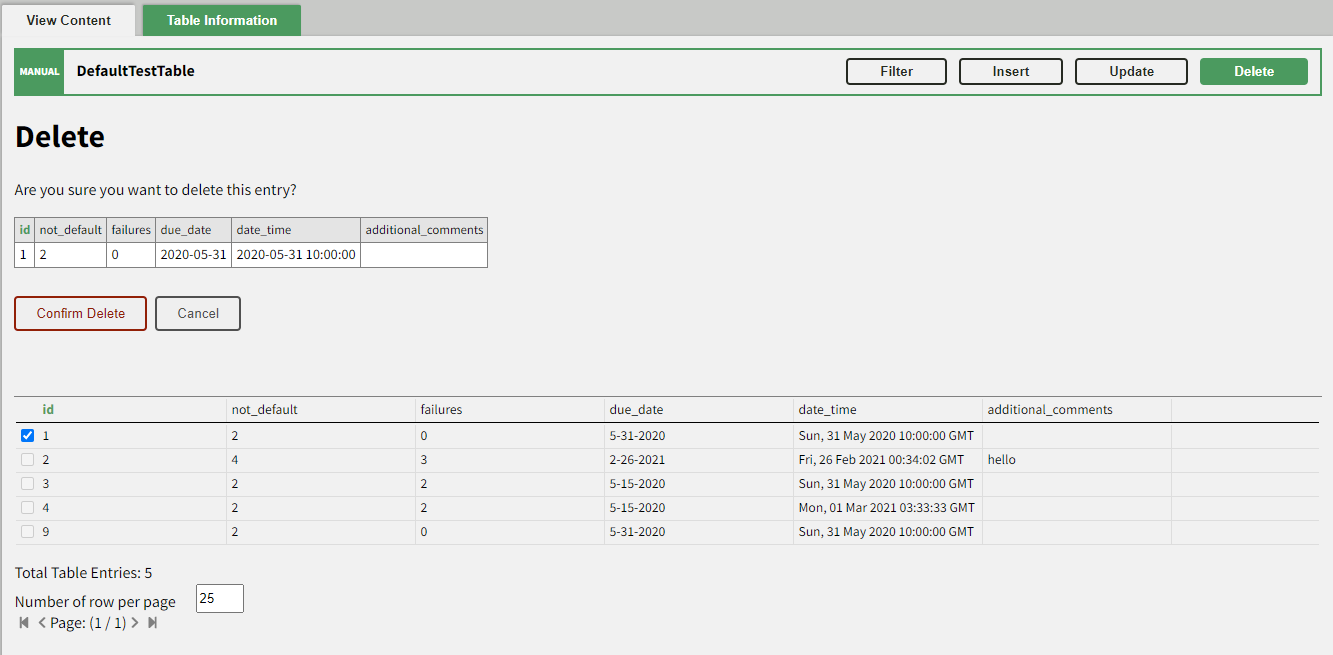 View Content Table Information
MANUAL DefaultTestTable Filter Insert Update Delete
Delete
Are you sure you want to delete this entry?
id not_default failures due_date date_time additional_comments
1 2 0 2020-05-31 2020-05-31 10:00:00
Confirm Delete Cancel
id not_default failures due_date date_time additional_comments
1 2 0 5-31-2020 Sun, 31 May 2020 10:00:00 GMT
2 4 3 2-26-2021 Fri, 26 Feb 2021 00:34:02 GMT hello
3 2 2 5-15-2020 Sun, 31 May 2020 10:00:00 GMT
4 2 2 5-15-2020 Mon, 01 Mar 2021 03:33:33 GMT
9 2 0 5-31-2020 Sun, 31 May 2020 10:00:00 GMT
Total Table Entries: 5
Number of row per page 25
Page: (1 / 1)